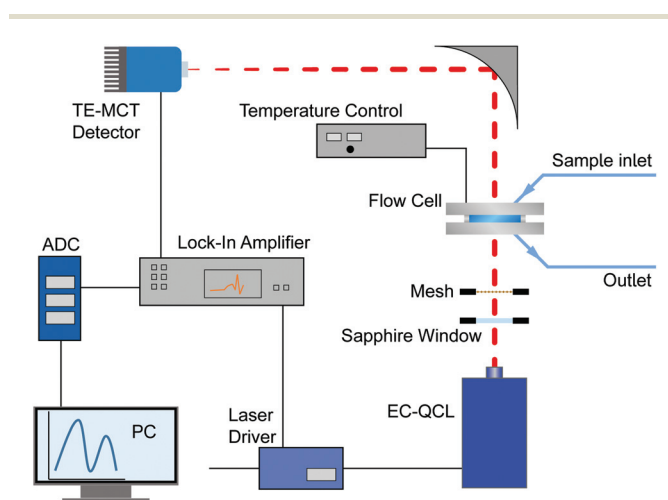 TE-MCT
Detector
Temperature Control
Sample inlet
Flow Cell
ADC
Lock-In Amplifier
Outlet
Mesh
Sapphire Window
Laser
Driver
EC-QCL
PC